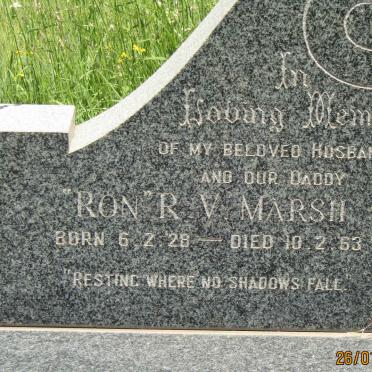 In
Loving Mem
OF MY BELOVED HUSBAN
AND OUR DADDY
"RON" R. V. MARSH
BORN 6.2.28 — DIED 10.2.63
"RESTING WHERE NO SHADOWS FALL."
26/0